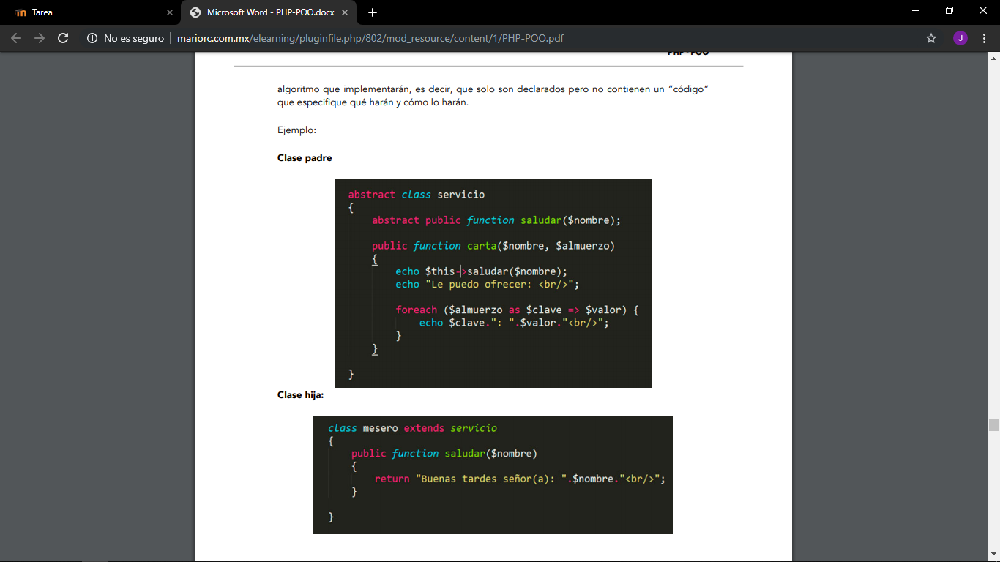 Tarea
Microsoft Word - PHP-POO.docx
No es seguro
mariorc.com.mx/elearning/pluginfile.php/802/mod_resource/content/1/PHP-POO.pdf
J
PHP - POO
algoritmo que implementarán, es decir, que solo son declarados pero no contienen un “código”
que especifique qué harán y cómo lo harán.
Ejemplo:
Clase padre
abstract class servicio
{
abstract public function saludar($nombre);
public function carta($nombre, $almuerzo)
{
echo $this->saludar($nombre);
echo "Le puedo ofrecer: <br/>";
foreach ($almuerzo as $clave => $valor) {
echo $clave.": ".$valor."<br/>";
}
}
}
Clase hija:
class mesero extends servicio
{
public function saludar($nombre)
{
return "Buenas tardes señor(a): ".$nombre."<br/>";
}
}